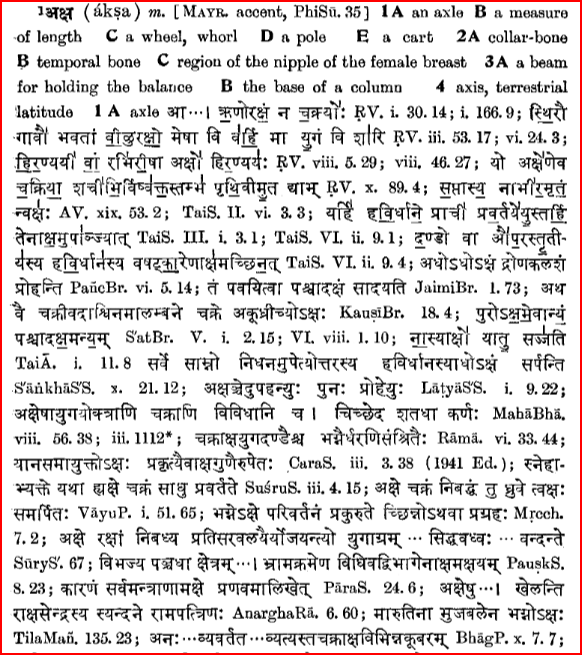 ¹अक्ष (ákṣa) m. [MAYR. accent, PhiSū. 35] 1A an axle B a measure
of length C a wheel, whorl D a pole E a cart 2A collar-bone
B temporal bone C region of the nipple of the female breast 3A a beam
for holding the balance B the base of a column 4 axis, terrestrial
latitude 1 A axle आ…। ऋणोरक्षं न चक्र्योः RV. i. 30. 14; i. 166. 9; स्थिरौ
गावौ भवतां वीळुरक्षो मेषा वि वर्हि मा युगं वि शारि RV. iii. 53. 17; vi. 24. 3;
हिरण्ययी वां रभिरीषा अक्षो हिरण्ययः ṚV. viii. 5. 29; viii. 46. 27; यो अक्षेणेव
चक्रिया शचीभिर्विष्वक्तस्तम्भ पृथिवीमुत द्याम् ṚV. x. 89. 4; सप्तास्य नाभीरमृतं
न्वक्षः AV. xix. 53. 2; TaiS. II. vi. 3. 3; यर्हि हविर्धाने प्राची प्रवर्तयेयुस्तर्हि
तेनाक्षमुपाञ्ज्यात् TaiS. III. i. 3. 1; TaiS. VI. ii. 9. 1; दण्डो वा औपरस्तृती-
यस्य हविर्धानस्य वषट्कारेणाक्षमच्छिनत् TaiS. VI. ii. 9. 4; अधोऽधोऽक्षं द्रोणकलशं
प्रोहन्ति PañcBr. vi. 5. 14; तं पवयित्वा पश्चादक्षं सादयति JaimiBr. 1. 73; अथ
वै चक्रीवदाश्विनमालम्बने चक्रे अकूध्रीच्योऽक्षः KauṣiBr. 18. 4; पुरोऽक्षमेवान्यं
पश्चादक्षमन्यम् S'atBr. V. i. 2. 15; VI. viii. 1. 10; नास्याक्षो यातु सज्जति
TaiĀ. i. 11. 8 सर्वे साम्नो निधनमुपेत्योत्तरस्य हविर्धानस्याधोऽक्षं सर्पन्ति
S'āṅkhāS'S. x. 21. 12; अक्षश्चेदुपहन्युः पुनः प्रोहेयुः LāṭyāS'S. i. 9. 22;
अक्षेषायुगयोक्त्राणि चक्राणि विविधानि च। चिच्छेद शतधा कर्णः MahāBhā.
viii. 56. 38; iii. 1112*; चक्राक्षयुगदण्डैश्च भग्नैर्धरणिसंश्रितैः Rāmā. vi. 33. 44;
यानसमायुक्तोऽक्षः प्रकृत्यैवाक्षगुणैरुपेतः CaraS. iii. 3. 38 (1941 Ed.); स्नेहा-
भ्यक्ते यथा ह्यक्षे चक्रं साधु प्रवर्तते SuśruS. iii. 4. 15; अक्षे चक्रं निबद्धं तु ध्रुवे त्वक्षः
समर्पितः VāyuP. i. 51. 65; भग्नेऽक्षे परिवर्तनं प्रकुरुते च्छिन्नोऽथवा प्रग्रहः Mṛcch.
7. 2; अक्षे रक्षां निबध्य प्रतिसरवलयैर्योजयन्त्यो युगाग्रम् … सिद्धवध्वः … वन्दन्ते
SūryS'. 67; विभज्य पञ्चधा क्षेत्रम्…। भ्रामक्रमेण विधिवद्विभागेनाक्षमक्षयम् PauṣkS.
8. 23; कारणं सर्वमन्त्राणामक्षे प्रणवमालिखेत् PāraS. 24. 6; अक्षेषु…। खेलन्ति
राक्षसेन्द्रस्य स्यन्दने रामपत्रिणः AnarghaRā. 6. 60; मारुतिना भुजबलेन भग्नोऽक्षः
TilaMañ. 135. 23; अनः…व्यवर्तत…व्यत्यस्तचक्राक्षविभिन्नकूबरम् BhāgP. x. 7. 7;